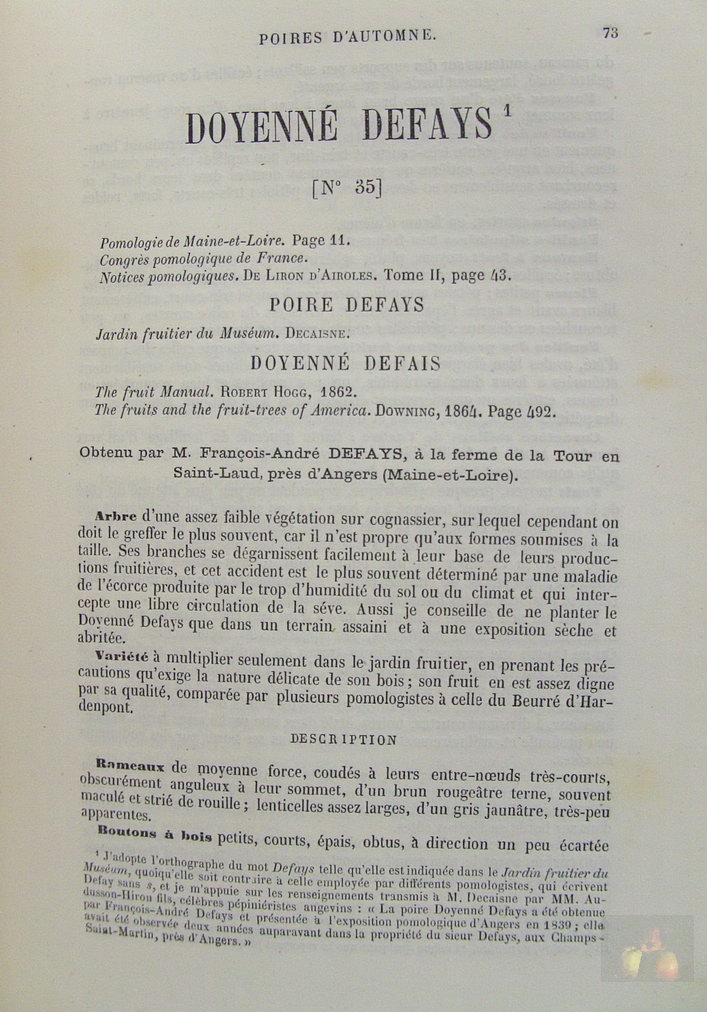 POIRES D'AUTOMNE. 73
DOYENNÉ DEFAYS ¹
[N° 35]
Pomologie de Maine-et-Loire. Page 11.
Congrès pomologique de France.
Notices pomologiques. DE LIRON D'AIROLES. Tome II, page 43.
POIRE DEFAYS
Jardin fruitier du Muséum. DECAISNE.
DOYENNÉ DEFAIS
The fruit Manual. ROBERT HOGG, 1862.
The fruits and the fruit-trees of America. DOWNING, 1864. Page 492.
Obtenu par M. François-André DEFAYS, à la ferme de la Tour en
Saint-Laud, près d'Angers (Maine-et-Loire).
Arbre d'une assez faible végétation sur cognassier, sur lequel cependant on
doit le greffer le plus souvent, car il n'est propre qu'aux formes soumises à la
taille. Ses branches se dégarnissent facilement à leur base de leurs produc-
tions fruitières, et cet accident est le plus souvent déterminé par une maladie
de l'écorce produite par le trop d'humidité du sol ou du climat et qui inter-
cepte une libre circulation de la séve. Aussi je conseille de ne planter le
Doyenné Defays que dans un terrain assaini et à une exposition sèche et
abritée.
Variété à multiplier seulement dans le jardin fruitier, en prenant les pré-
cautions qu'exige la nature délicate de son bois ; son fruit en est assez digne
par sa qualité, comparée par plusieurs pomologistes à celle du Beurré d'Har-
denpont.
DESCRIPTION
Rameaux de moyenne force, coudés à leurs entre-nœuds très-courts,
obscurément anguleux à leur sommet, d'un brun rougeâtre terne, souvent
maculé et strié de rouille ; lenticelles assez larges, d'un gris jaunâtre, très-peu
apparentes.
Boutons à bois petits, courts, épais, obtus, à direction un peu écartée
¹ J'adopte l'orthographe du mot Defays telle qu'elle est indiquée dans le Jardin fruitier du
Muséum, quoiqu'elle soit contraire à celle employée par différents pomologistes, qui écrivent
Defay sans s, et je m'appuie sur les renseignements transmis à M. Decaisne par MM. Au-
dusson-Hiron fils, célèbres pépiniéristes angevins : « La poire Doyenné Defays a été obtenue
par François-André Defays et présentée à l'exposition pomologique d'Angers en 1839 ; elle
avait été observée deux années auparavant dans la propriété du sieur Defays, aux Champs-
Saint-Martin, près d'Angers. »